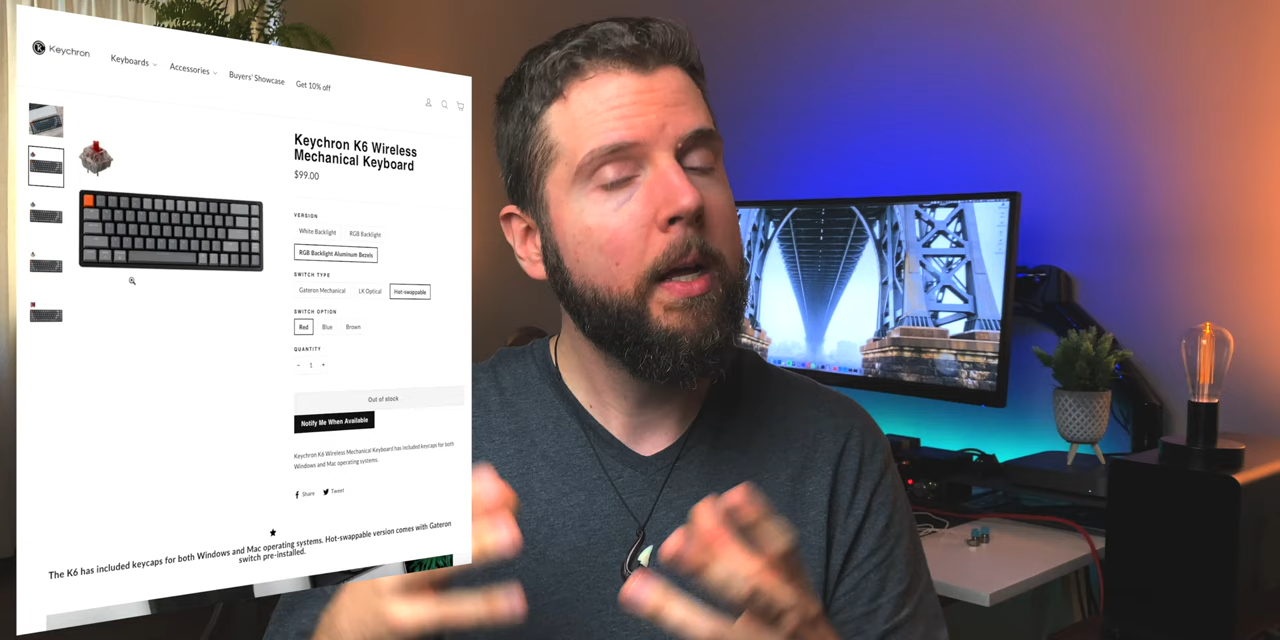 Keychron
Keyboards
Accessories
Buyers' Showcase
Get 10% off
Keychron K6 Wireless
Mechanical Keyboard
$99.00
VERSION
White Backlight
RGB Backlight
RGB Backlight Aluminum Bezels
SWITCH TYPE
Gateron Mechanical
LK Optical
Hot-swappable
SWITCH OPTION
Red
Blue
Brown
QUANTITY
- 1 +
Out of stock
Notify Me When Available
Keychron K6 Wireless Mechanical Keyboard has included keycaps for both
Windows and Mac operating systems.
Share
Tweet
The K6 has included keycaps for both Windows and Mac operating systems. Hot-swappable version comes with Gateron
switch pre-installed.